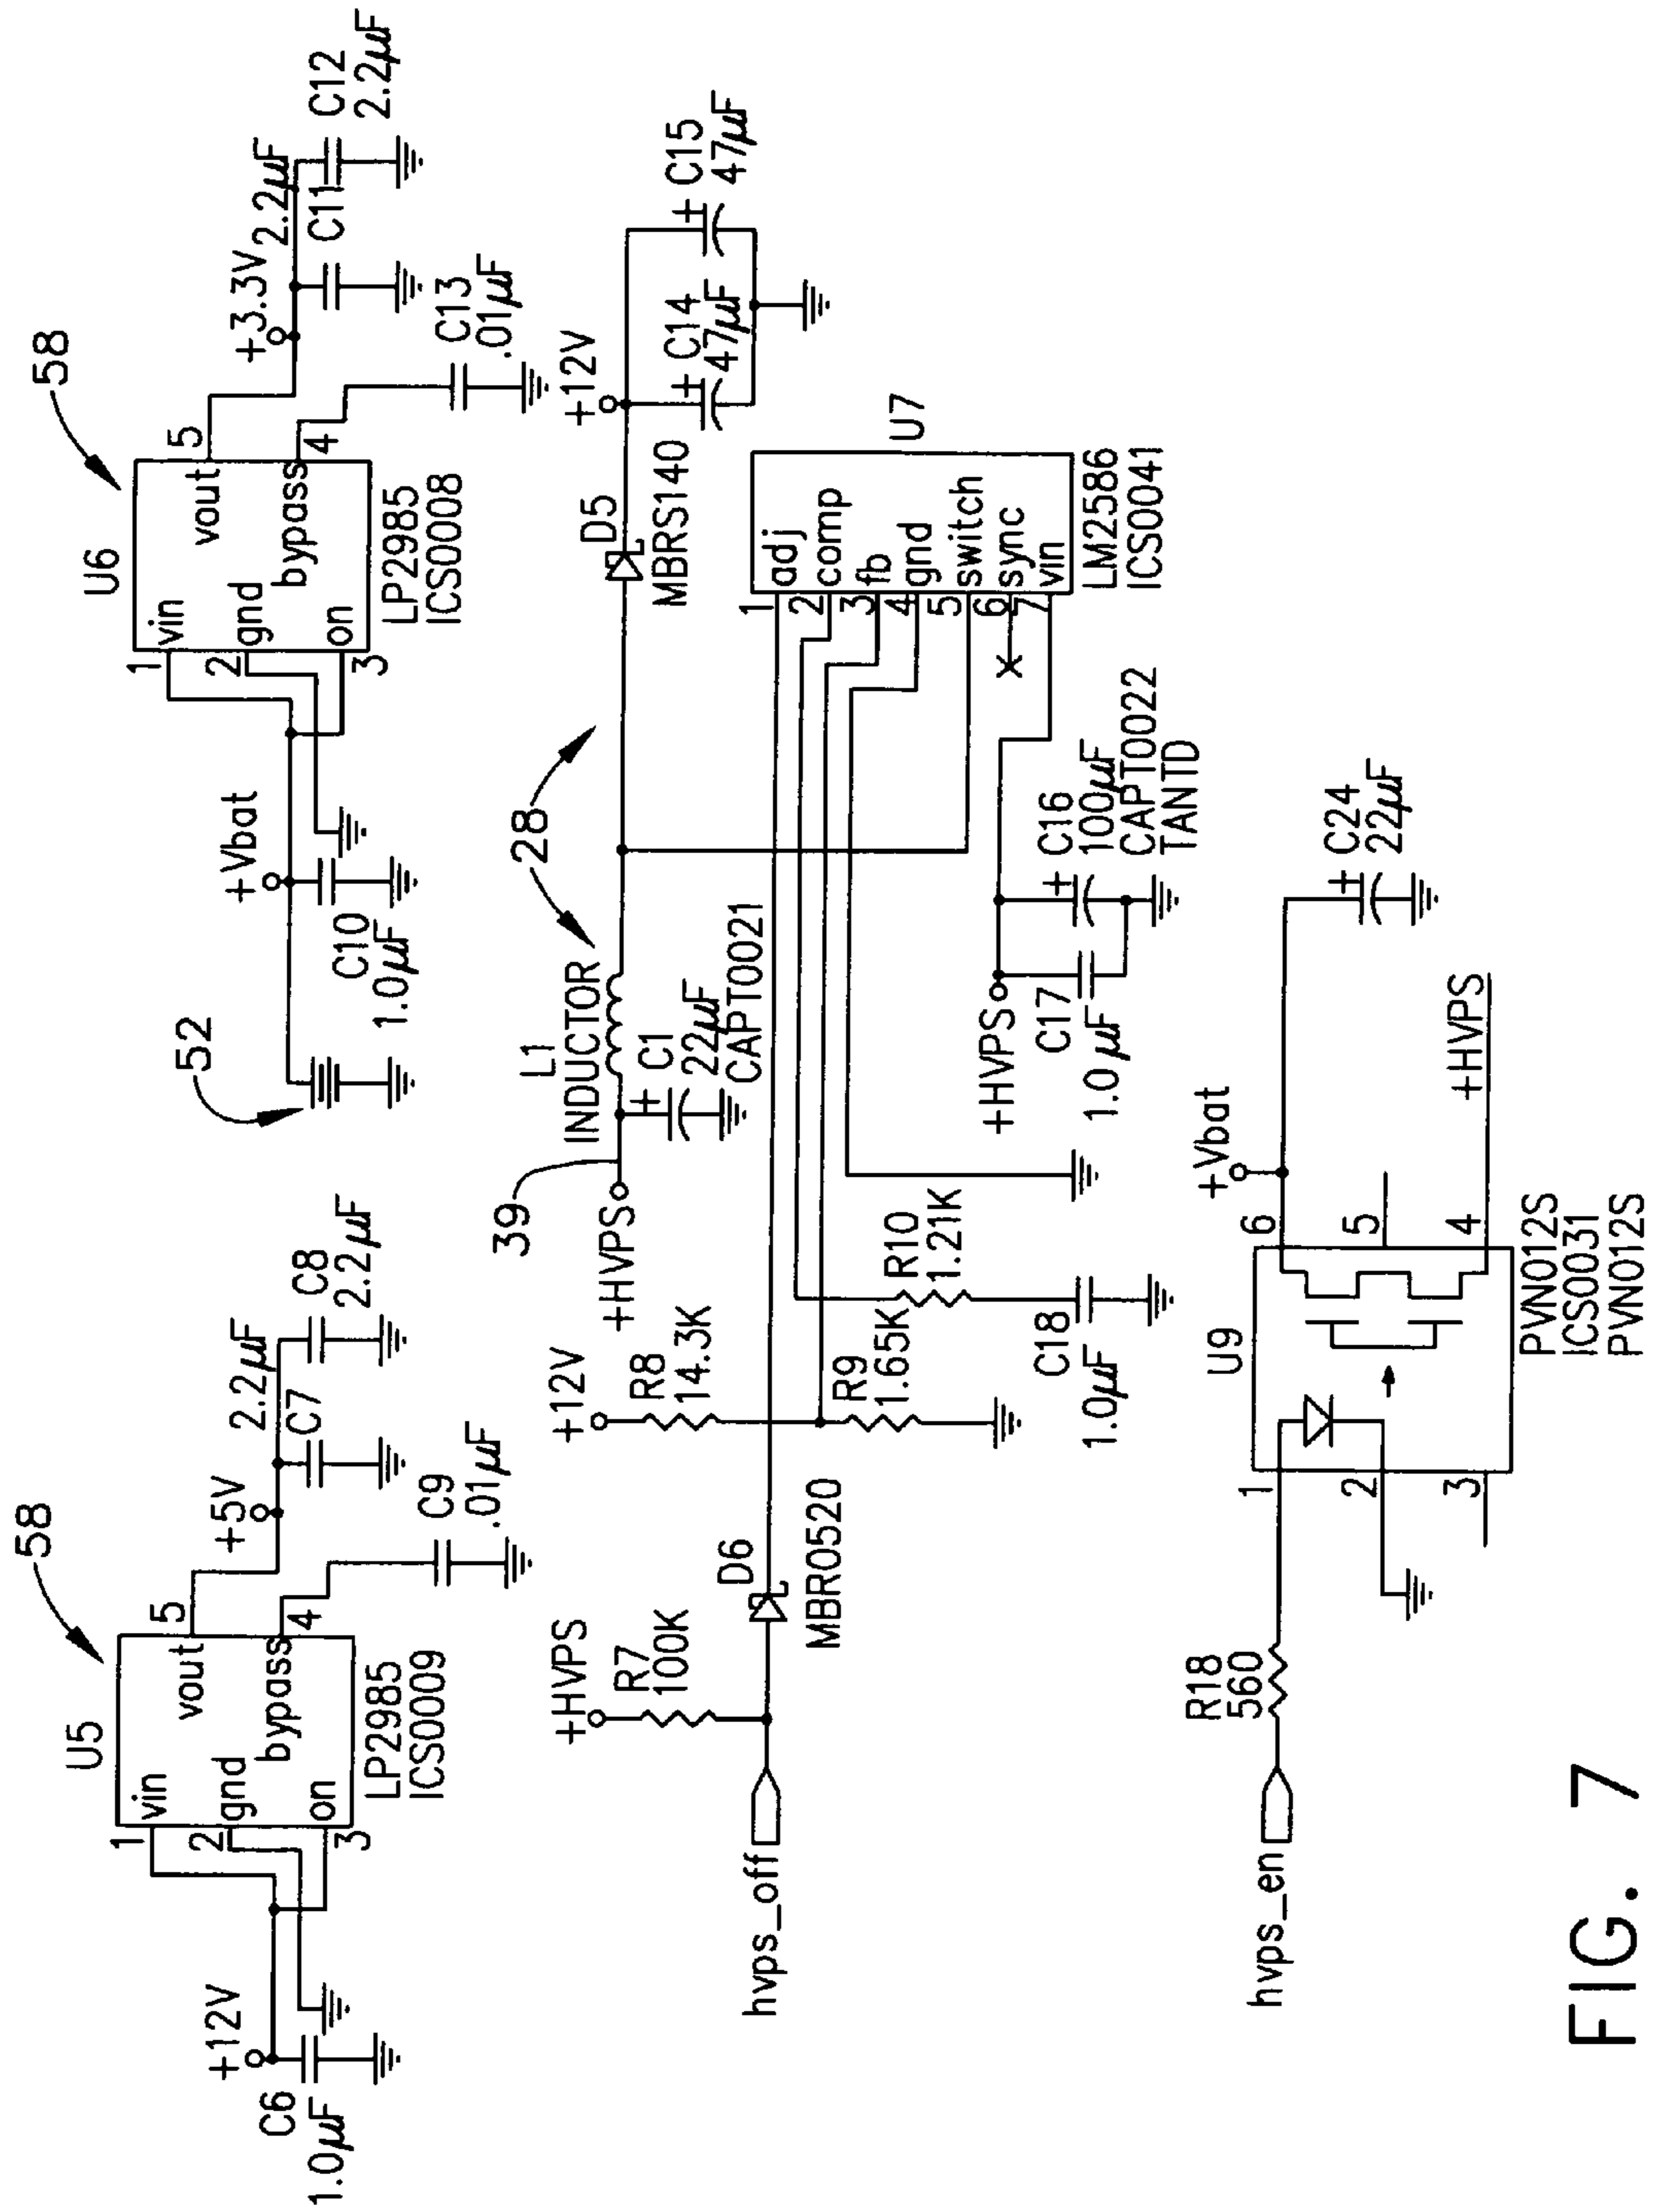 58
U5
vin
gnd
on
vout
bypass
1
2
3
5
4
LP2985
ICS0009
+12V
C6
1.0µF
+5V
2.2µF
C7
C8
2.2µF
C9
.01µF
58
U6
vin
gnd
on
vout
bypass
1
2
3
5
4
LP2985
ICS0008
52
+Vbat
C10
1.0µF
+3.3V
2.2µF
C11
C12
2.2µF
C13
.01µF
39
+HVPS
L1
INDUCTOR
C1
22µF
CAPT0021
28
D5
MBRS140
+12V
C14
47µF
C15
47µF
hvps_off
+HVPS
R7
100K
D6
MBR0520
+12V
R8
14.3K
R9
1.65K
R10
1.21K
C18
1.0µF
+HVPS
C17
1.0µF
C16
100µF
CAPT0022
TANTD
U7
1 adj
2 comp
3 fb
4 gnd
5 switch
6 sync
7 vin
X
LM2586
ICS0041
hvps_en
R18
560
U9
1
2
3
6
5
4
PVN012S
ICS0031
PVN012S
+Vbat
C24
22µF
+HVPS
FIG. 7